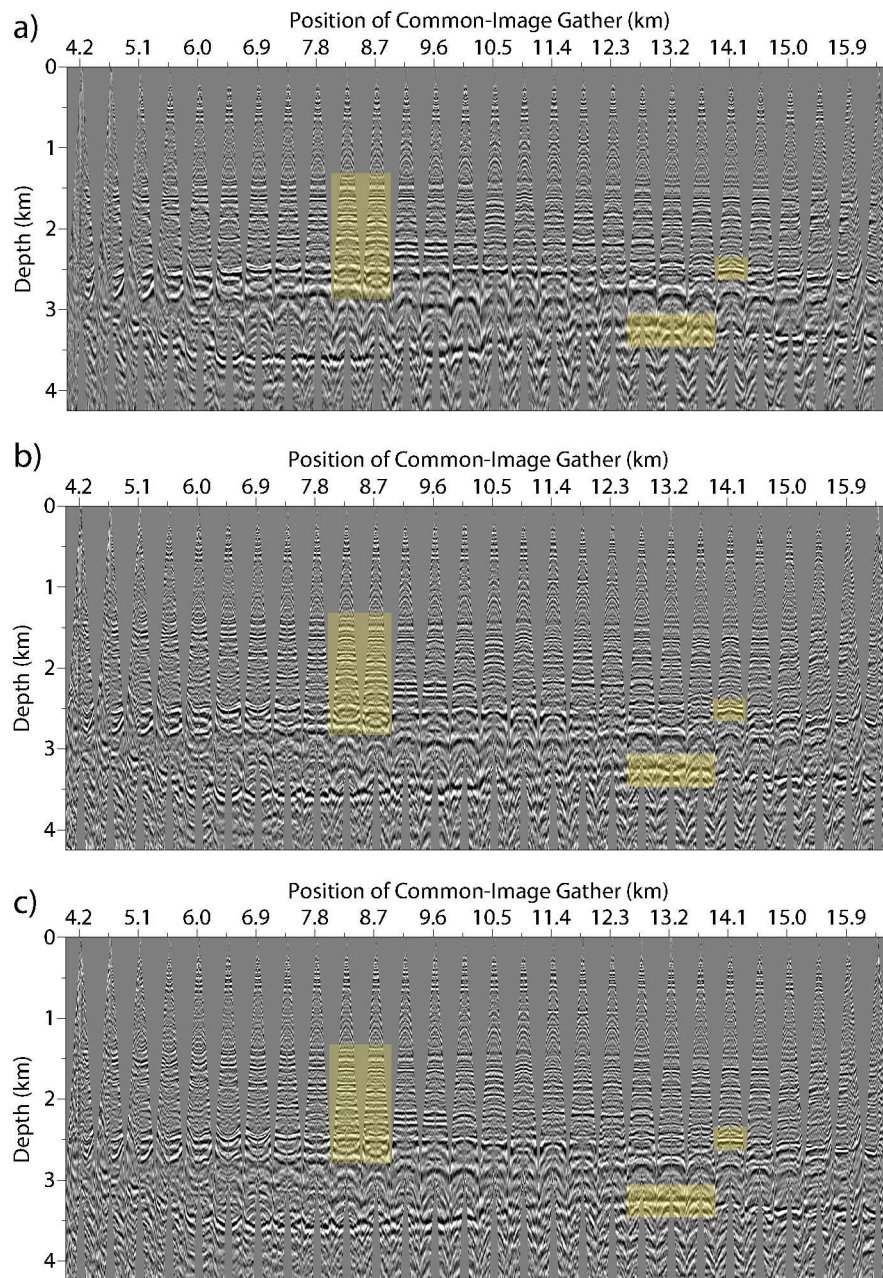 a)
Position of Common-Image Gather (km)
4.2 5.1 6.0 6.9 7.8 8.7 9.6 10.5 11.4 12.3 13.2 14.1 15.0 15.9
Depth (km)
0
1
2
3
4
b)
Position of Common-Image Gather (km)
4.2 5.1 6.0 6.9 7.8 8.7 9.6 10.5 11.4 12.3 13.2 14.1 15.0 15.9
Depth (km)
0
1
2
3
4
c)
Position of Common-Image Gather (km)
4.2 5.1 6.0 6.9 7.8 8.7 9.6 10.5 11.4 12.3 13.2 14.1 15.0 15.9
Depth (km)
0
1
2
3
4